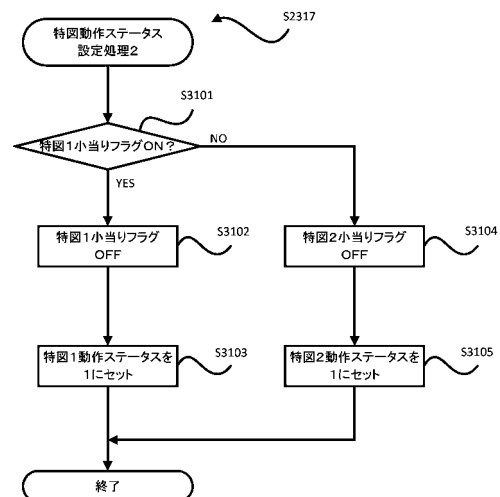 特図動作ステータス
設定処理2
S2317
S3101
特図1小当りフラグON？
NO
YES
特図1小当りフラグ
OFF
S3102
特図2小当りフラグ
OFF
S3104
特図1動作ステータスを
1にセット
S3103
特図2動作ステータスを
1にセット
S3105
終了